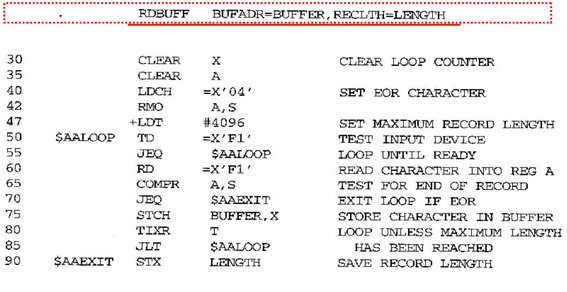 . RDBUFF BUFADR=BUFFER,RECLTH=LENGTH
30 CLEAR X CLEAR LOOP COUNTER
35 CLEAR A
40 LDCH =X'04' SET EOR CHARACTER
42 RMO A,S
47 +LDT #4096 SET MAXIMUM RECORD LENGTH
50 $AALOOP TD =X'F1' TEST INPUT DEVICE
55 JEQ $AALOOP LOOP UNTIL READY
60 RD =X'F1' READ CHARACTER INTO REG A
65 COMPR A,S TEST FOR END OF RECORD
70 JEQ $AAEXIT EXIT LOOP IF EOR
75 STCH BUFFER,X STORE CHARACTER IN BUFFER
80 TIXR T LOOP UNLESS MAXIMUM LENGTH
85 JLT $AALOOP HAS BEEN REACHED
90 $AAEXIT STX LENGTH SAVE RECORD LENGTH